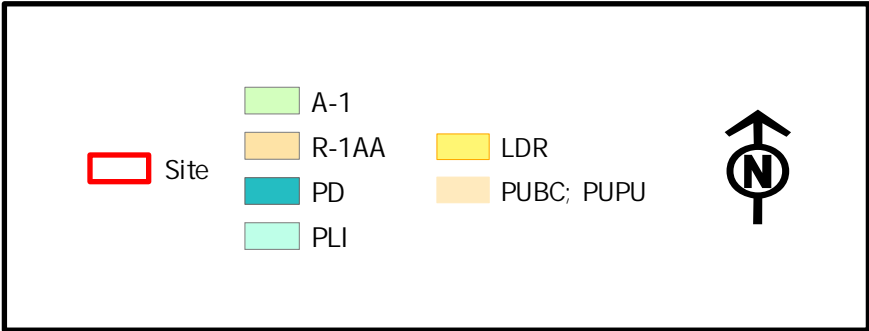 Site
A-1
R-1AA
PD
PLI
LDR
PUBC; PUPU
N